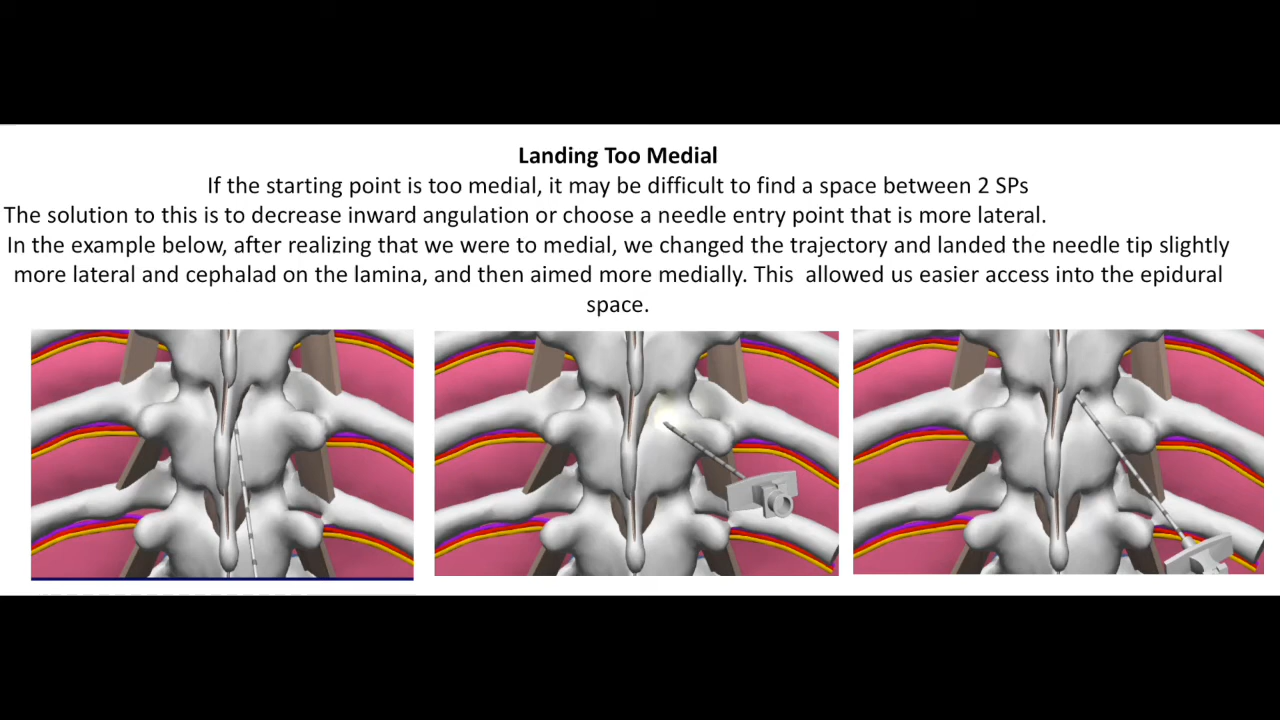 Landing Too Medial
If the starting point is too medial, it may be difficult to find a space between 2 SPs
The solution to this is to decrease inward angulation or choose a needle entry point that is more lateral.
In the example below, after realizing that we were to medial, we changed the trajectory and landed the needle tip slightly
more lateral and cephalad on the lamina, and then aimed more medially. This  allowed us easier access into the epidural
space.